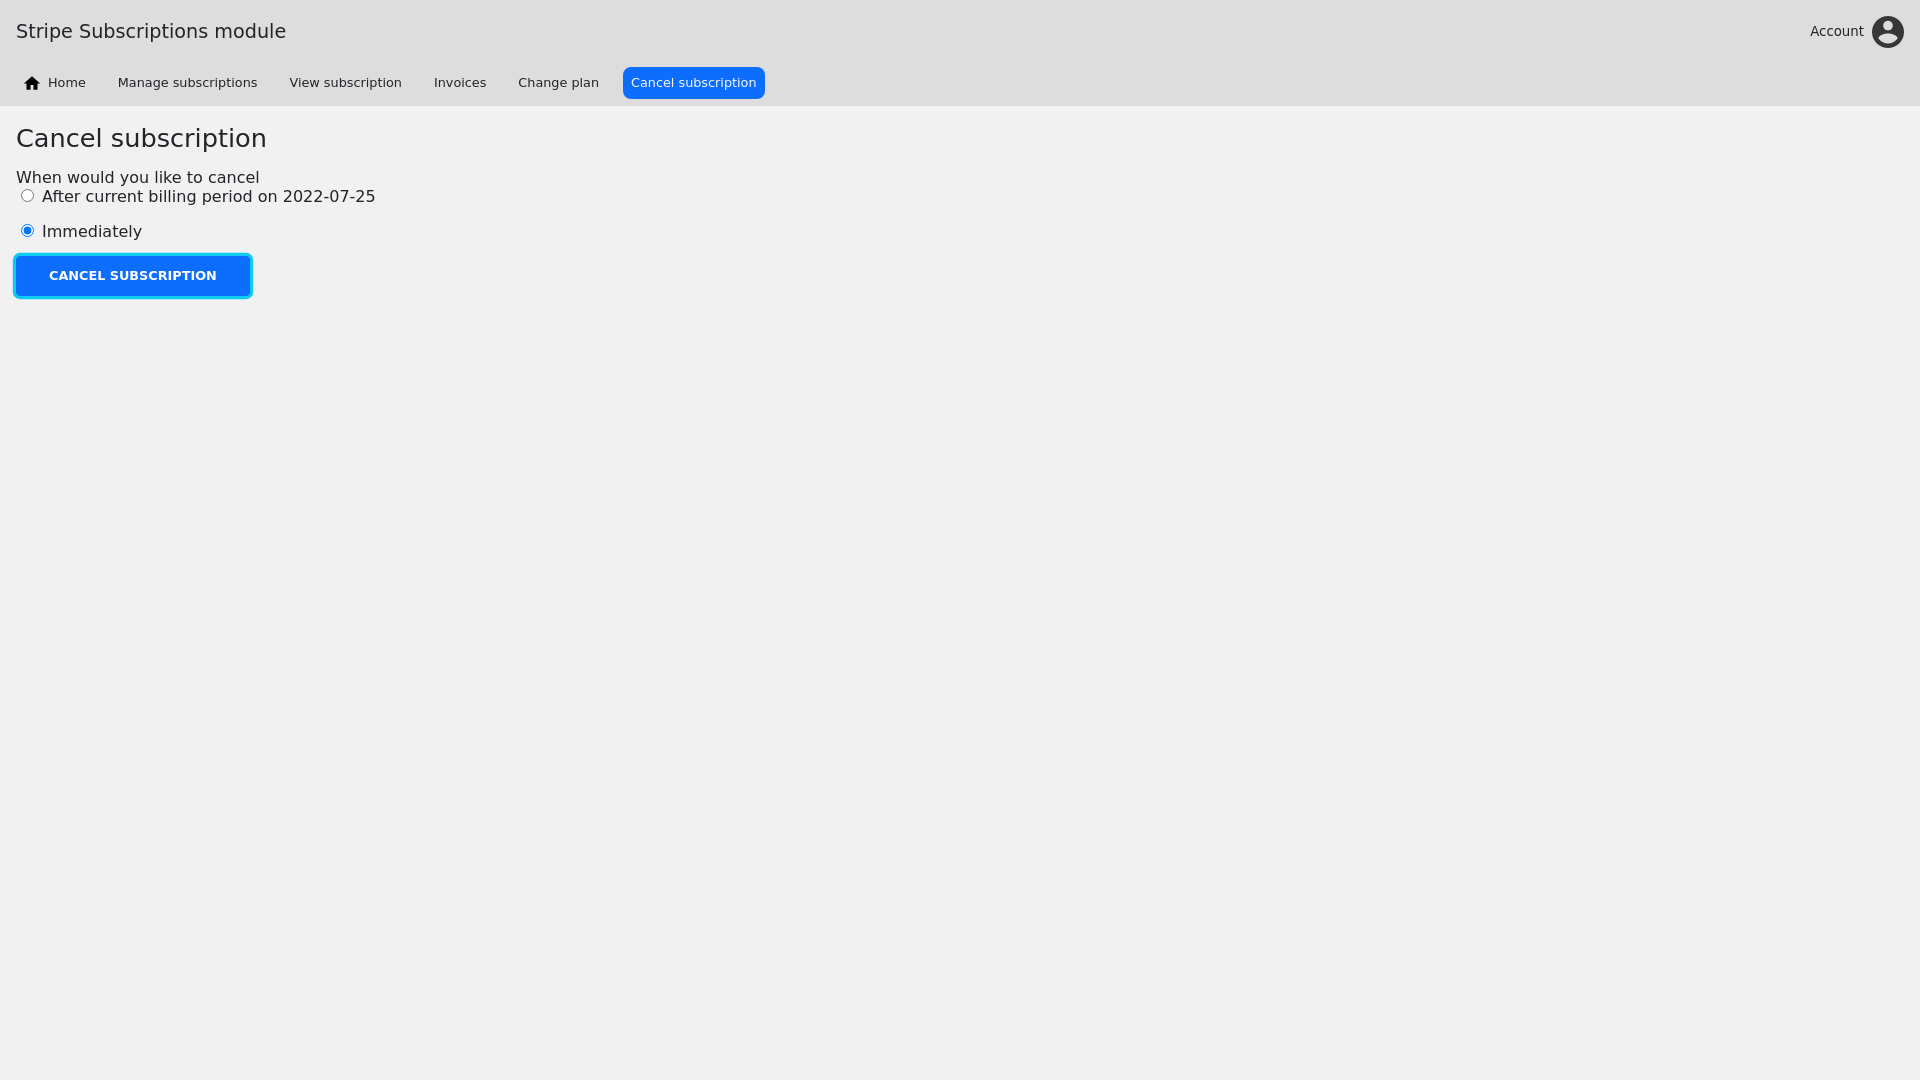 Stripe Subscriptions module
Account
Home
Manage subscriptions
View subscription
Invoices
Change plan
Cancel subscription
Cancel subscription
When would you like to cancel
After current billing period on 2022-07-25
Immediately
CANCEL SUBSCRIPTION